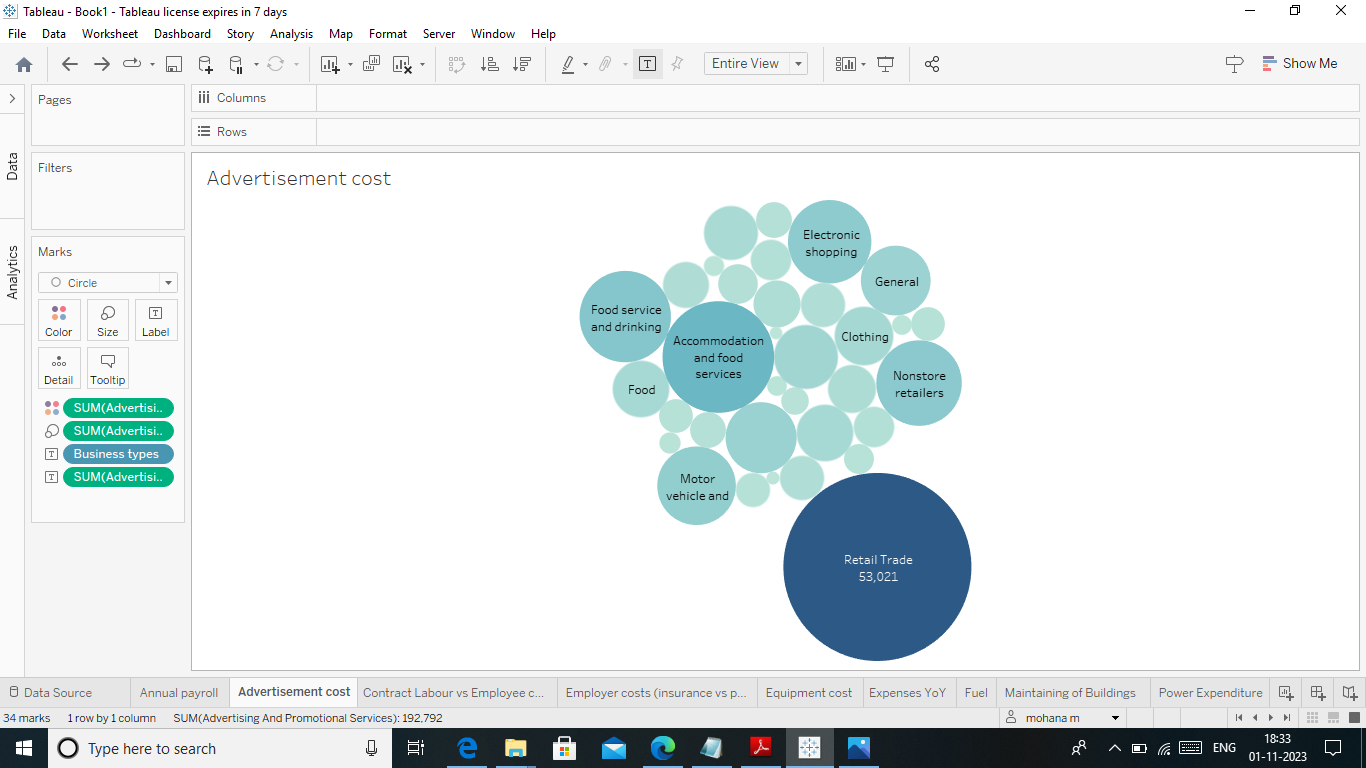 Tableau - Book1 - Tableau license expires in 7 days
File Data Worksheet Dashboard Story Analysis Map Format Server Window Help
Entire View
Show Me
Pages
Columns
Rows
Data
Filters
Advertisement cost
Analytics
Marks
Circle
Color Size Label
Detail Tooltip
SUM(Advertisi..
SUM(Advertisi..
Business types
SUM(Advertisi..
Electronic
shopping
General
Food service
and drinking
Accommodation
and food
services
Clothing
Nonstore
retailers
Food
Motor
vehicle and
Retail Trade
53,021
Data Source Annual payroll Advertisement cost Contract Labour vs Employee c... Employer costs (insurance vs p... Equipment cost Expenses YoY Fuel Maintaining of Buildings Power Expenditure
34 marks 1 row by 1 column SUM(Advertising And Promotional Services): 192,792 mohana m
Type here to search
ENG
18:33
01-11-2023